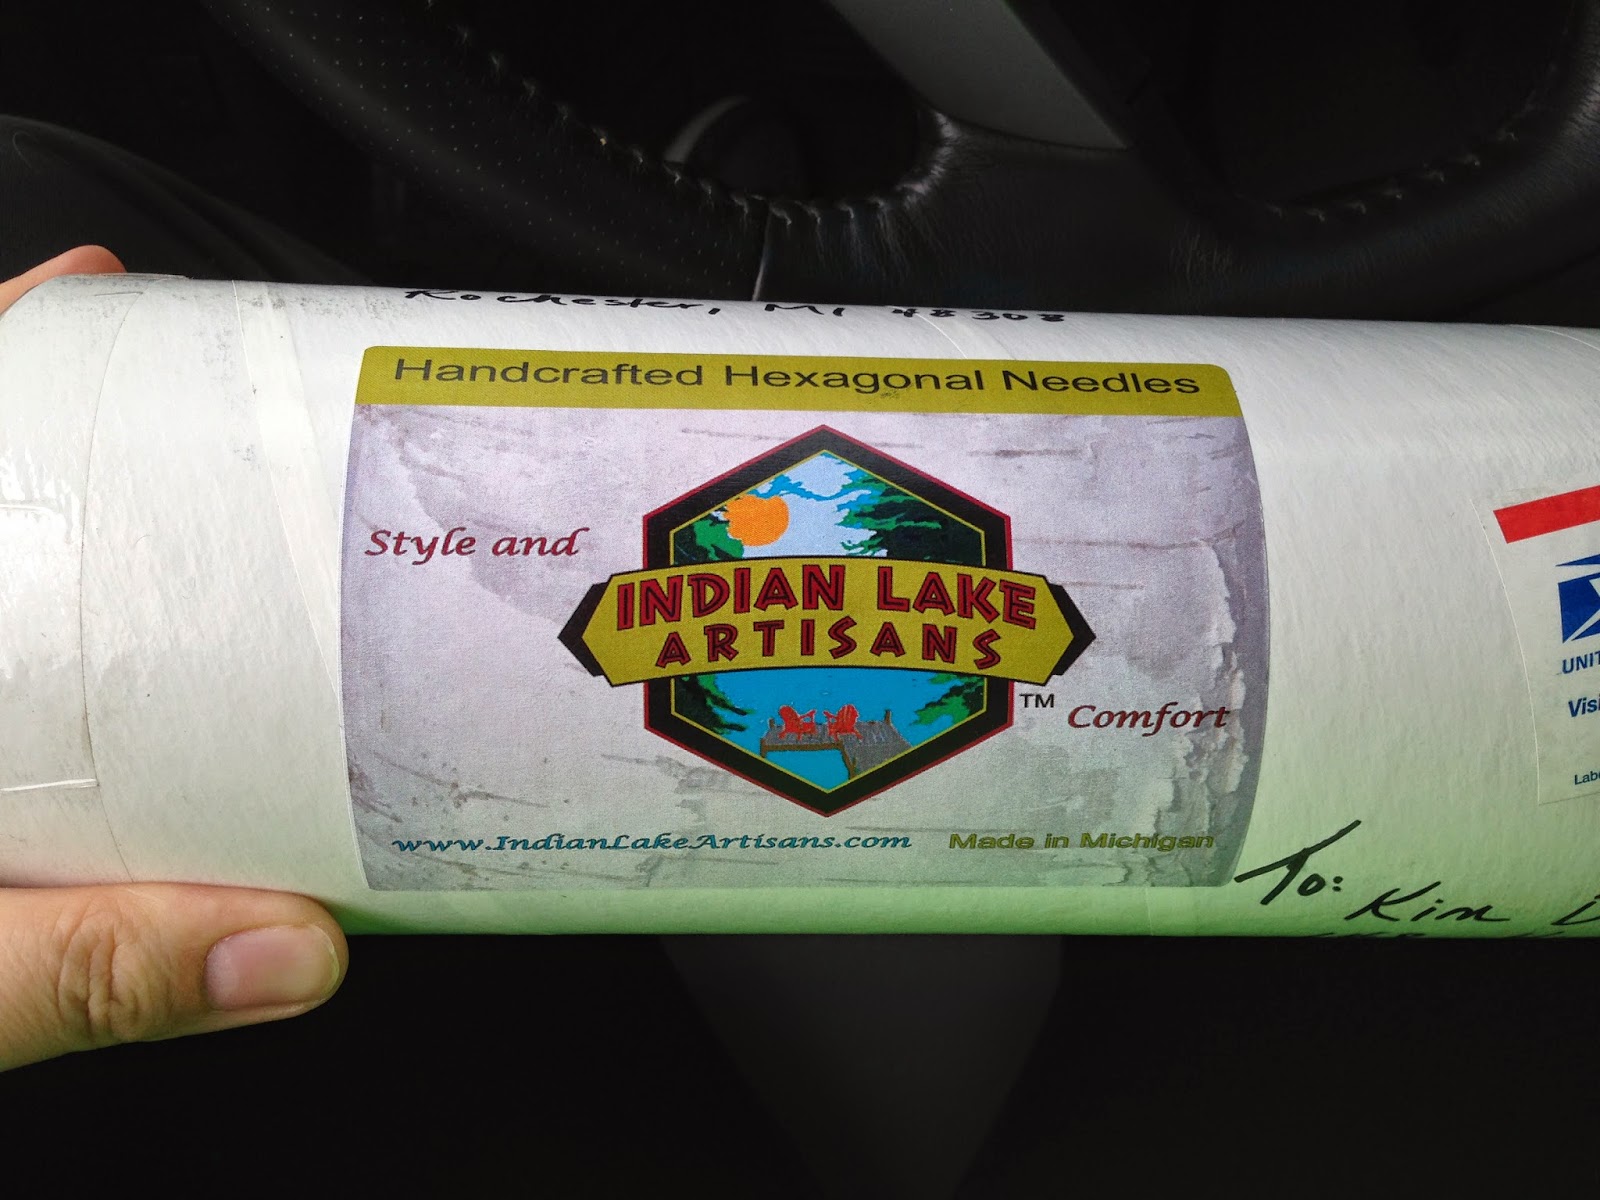 Rochester, MI 48308
Handcrafted Hexagonal Needles
Style and
INDIAN LAKE
ARTISANS
TM
Comfort
www.IndianLakeArtisans.com
Made in Michigan
To: Kim